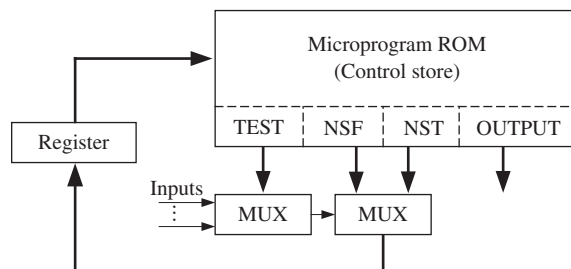 Microprogram ROM
(Control store)
TEST NSF NST OUTPUT
Register
Inputs
MUX MUX